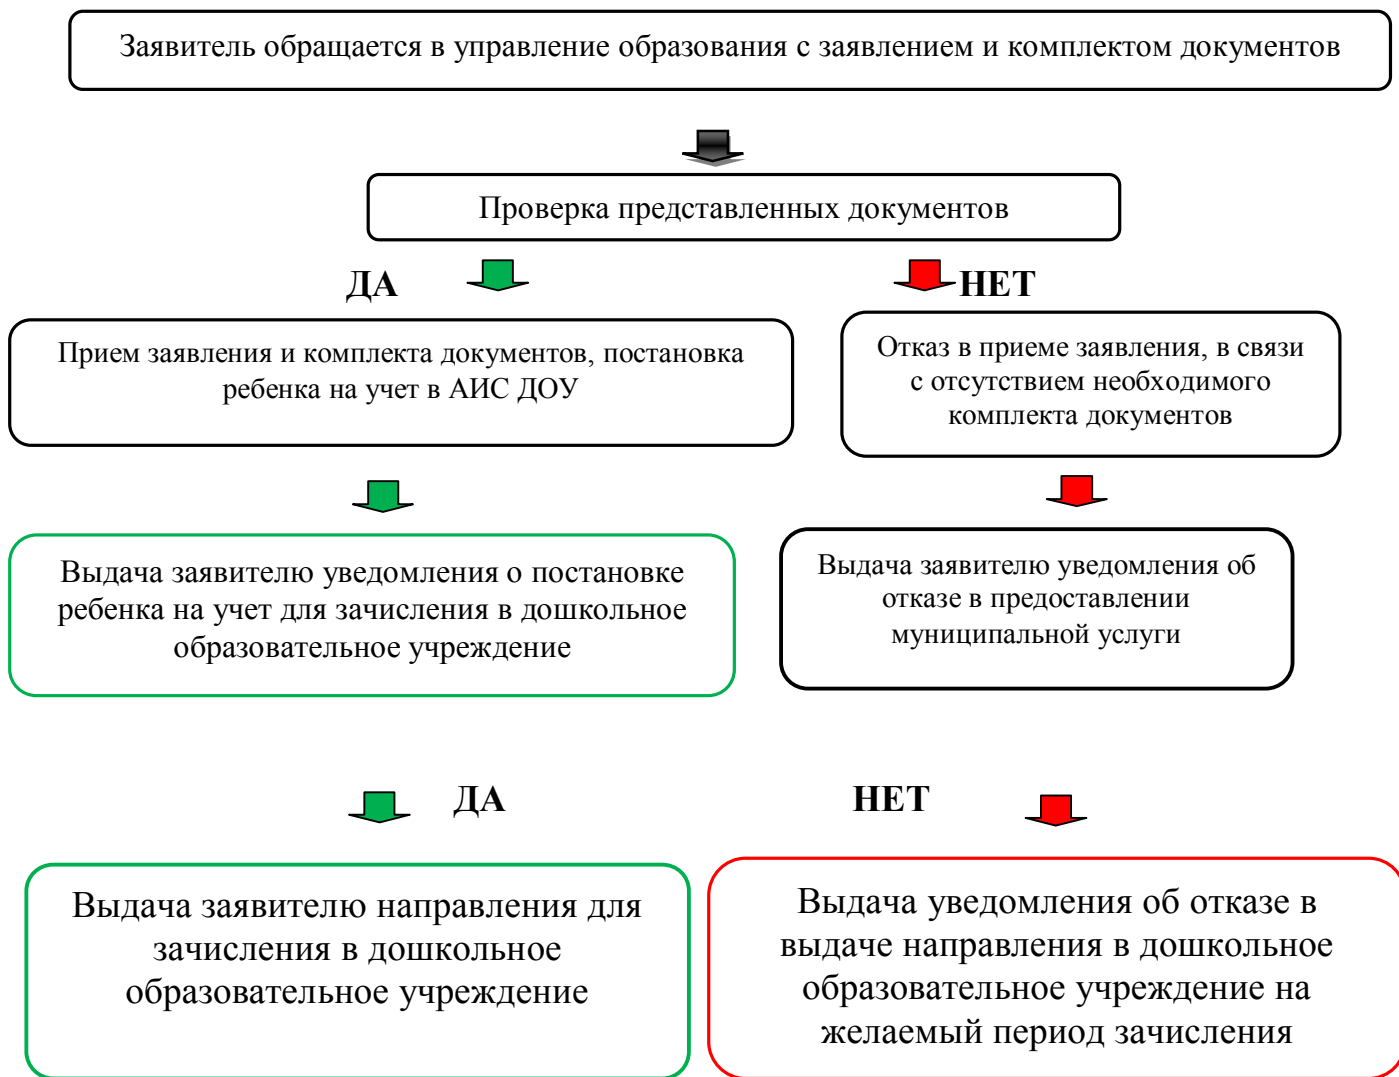 Заявитель обращается в управление образования с заявлением и комплектом документов
Проверка представленных документов
ДА
НЕТ
Прием заявления и комплекта документов, постановка
ребенка на учет в АИС ДОУ
Отказ в приеме заявления, в связи
с отсутствием необходимого
комплекта документов
Выдача заявителю уведомления о постановке
ребенка на учет для зачисления в дошкольное
образовательное учреждение
Выдача заявителю уведомления об
отказе в предоставлении
муниципальной услуги
ДА
НЕТ
Выдача заявителю направления для
зачисления в дошкольное
образовательное учреждение
Выдача уведомления об отказе в
выдаче направления в дошкольное
образовательное учреждение на
желаемый период зачисления